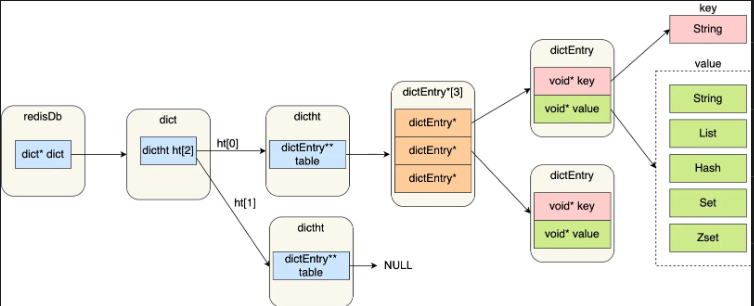 key
String
dictEntry
value
void* key
void* value
dictEntry*[3]
String
redisDb
dict
dictht
dictEntry*
List
dict* dict
dictht ht[2]
ht[0]
dictEntry**
table
dictEntry*
Hash
dictEntry
dictEntry*
void* key
Set
ht[1]
dictht
void* value
Zset
dictEntry**
table
NULL